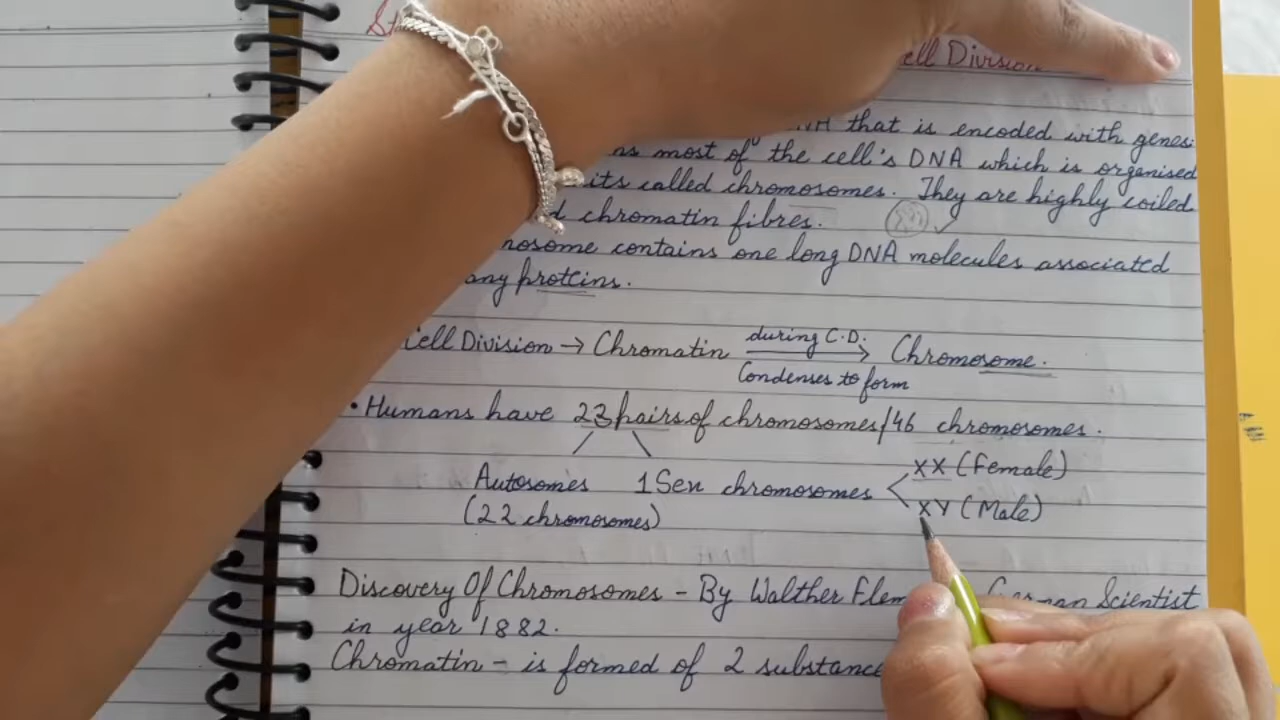 ell Division
that is encoded with genes.
most of the cell's DNA which is organised
its called chromosomes. They are highly coiled
chromatin fibres.
nosome contains one long DNA molecules associated
any proteins.
Cell Division → Chromatin during C.D. → Chromosome.
Condenses to form
• Humans have 23 pairs of chromosomes/46 chromosomes.
XX (Female)
Autosomes 1 Sex chromosomes
(22 chromosomes) XY (Male)
Discovery Of Chromosomes - By Walther Flem German Scientist
in year 1882.
Chromatin - is formed of 2 substance